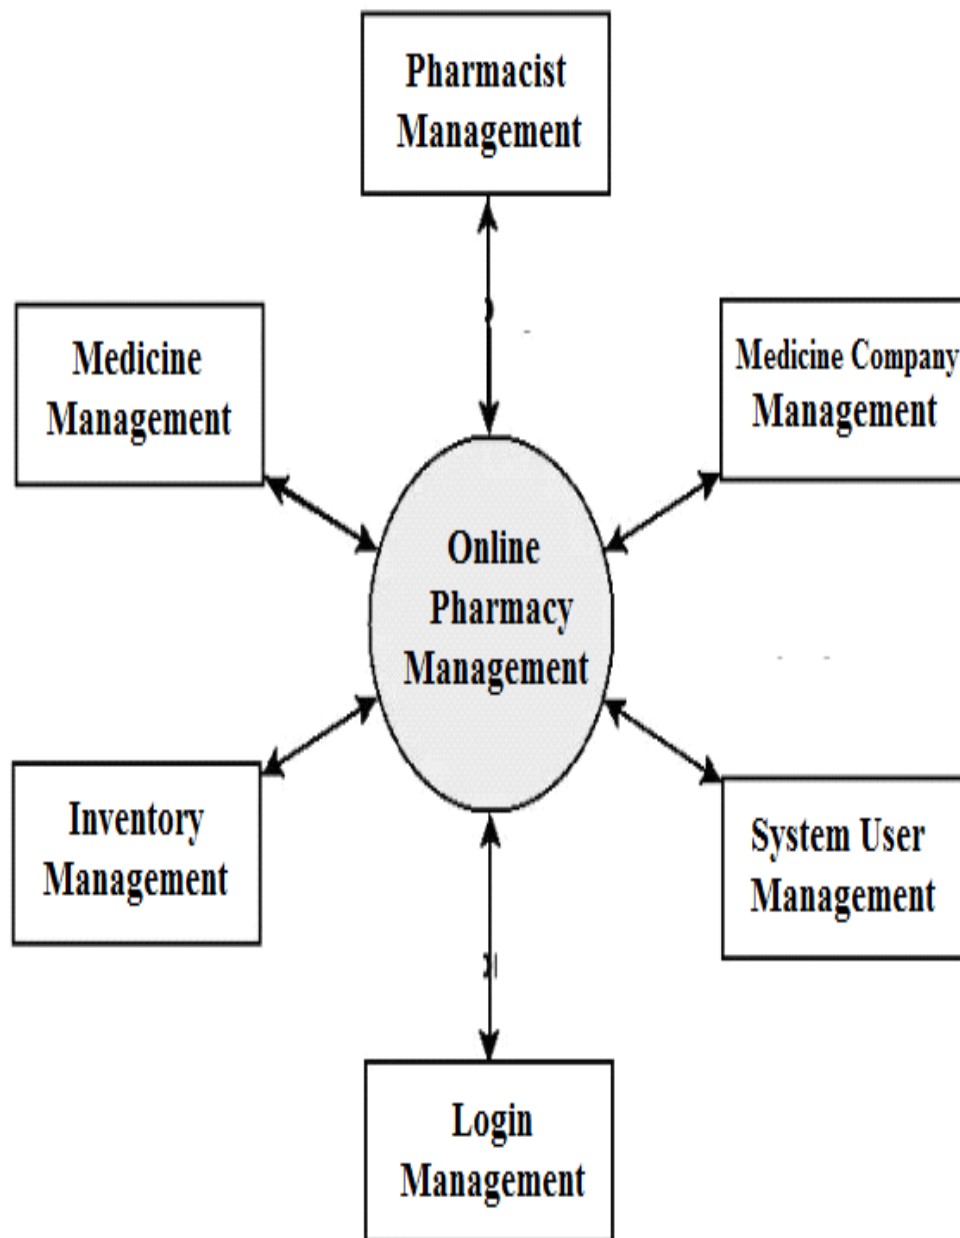 Pharmacist
Management
Medicine
Management
Medicine Company
Management
Online
Pharmacy
Management
Inventory
Management
System User
Management
Login
Management